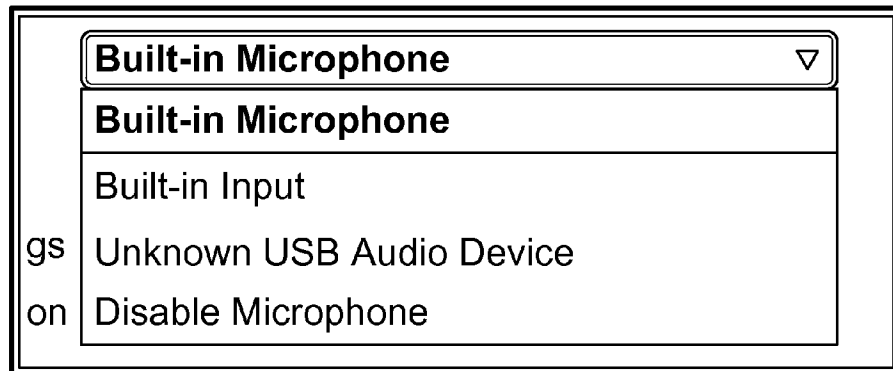 Built-in Microphone
Built-in Microphone
Built-in Input
gs Unknown USB Audio Device
on Disable Microphone